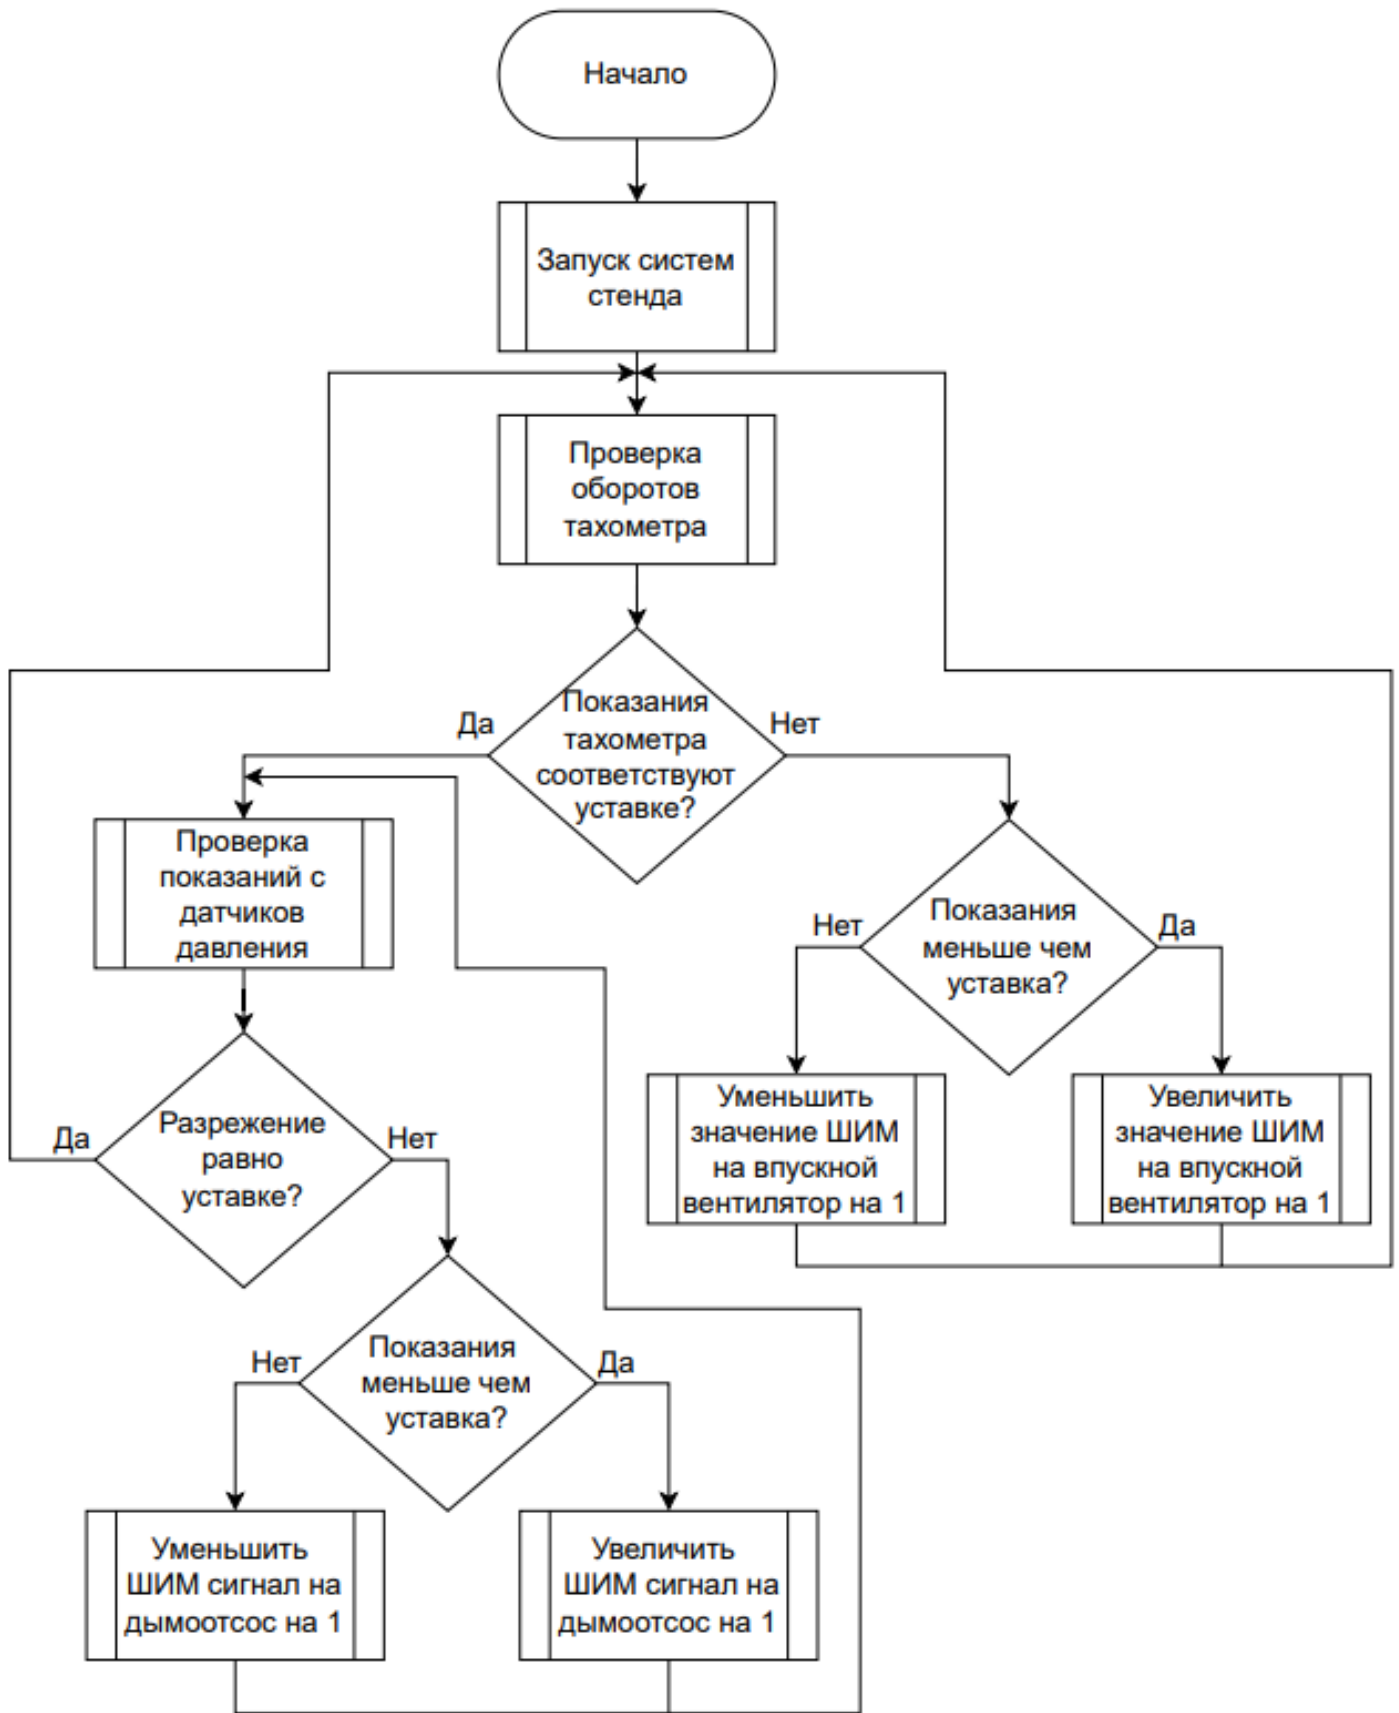 Начало
Запуск систем
стенда
Проверка
оборотов
тахометра
Да
Показания
тахометра
соответствуют
уставке?
Нет
Проверка
показаний с
датчиков
давления
Нет
Показания
меньше чем
уставка?
Да
Уменьшить
значение ШИМ
на впускной
вентилятор на 1
Увеличить
значение ШИМ
на впускной
вентилятор на 1
Да
Разрежение
равно
уставке?
Нет
Нет
Показания
меньше чем
уставка?
Да
Уменьшить
ШИМ сигнал на
дымоотсос на 1
Увеличить
ШИМ сигнал на
дымоотсос на 1